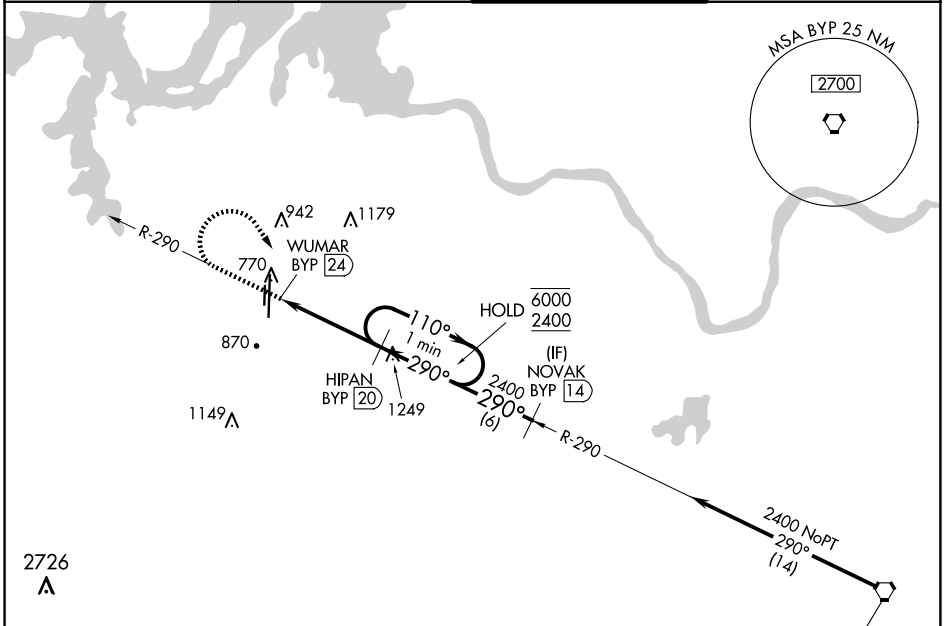 MSA BYP 25 NM
2700
942
1179
R-290
WUMAR
BYP 24
770
HOLD 6000
2400
110°
1 min
290°
870
(IF)
NOVAK
BYP 14
HIPAN
BYP 20
2400
290°
(6)
1249
1149
R-290
2400 NoPT
290°
(14)
2726